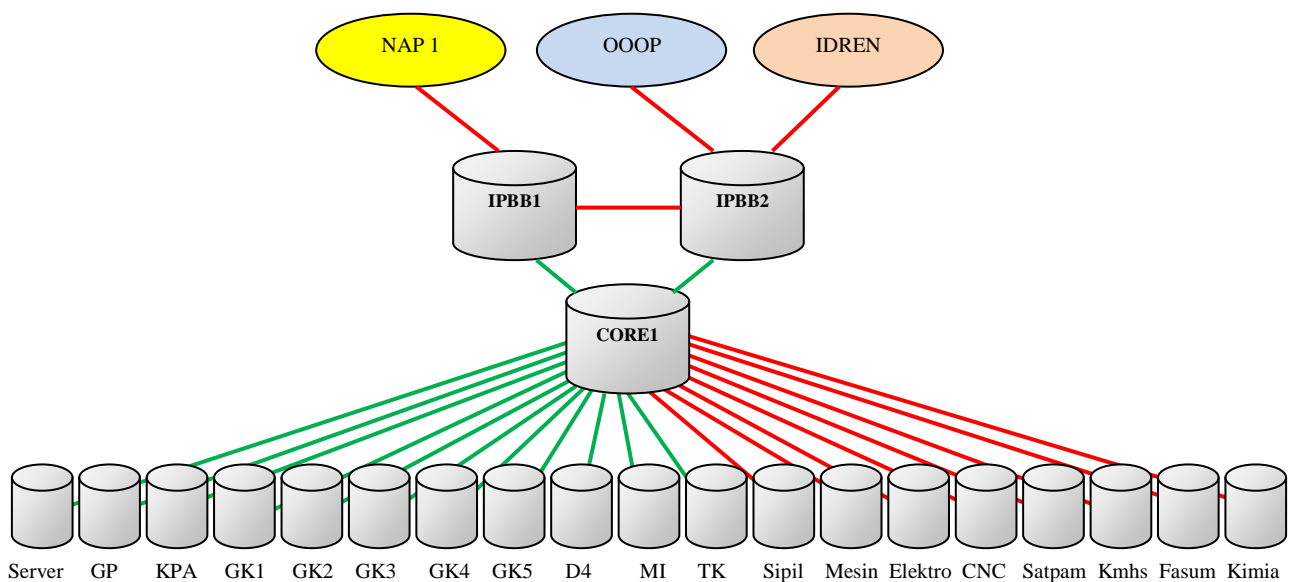 NAP 1 OOOP IDREN
IPBB1 IPBB2
CORE1
Server GP KPA GK1 GK2 GK3 GK4 GK5 D4 MI TK Sipil Mesin Elektro CNC Satpam Kmhs Fasum Kimia